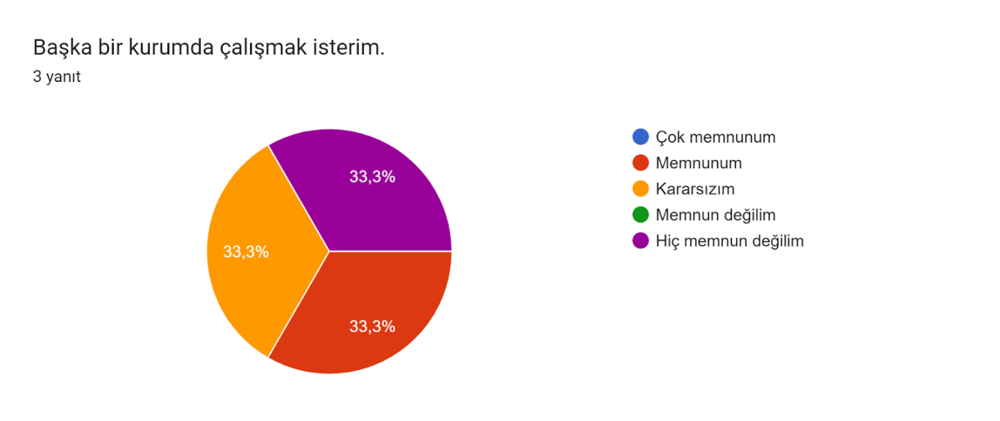 Başka bir kurumda çalışmak isterim.
3 yanıt
33,3%
33,3%
33,3%
Çok memnunum
Memnunum
Kararsızım
Memnun değilim
Hiç memnun değilim